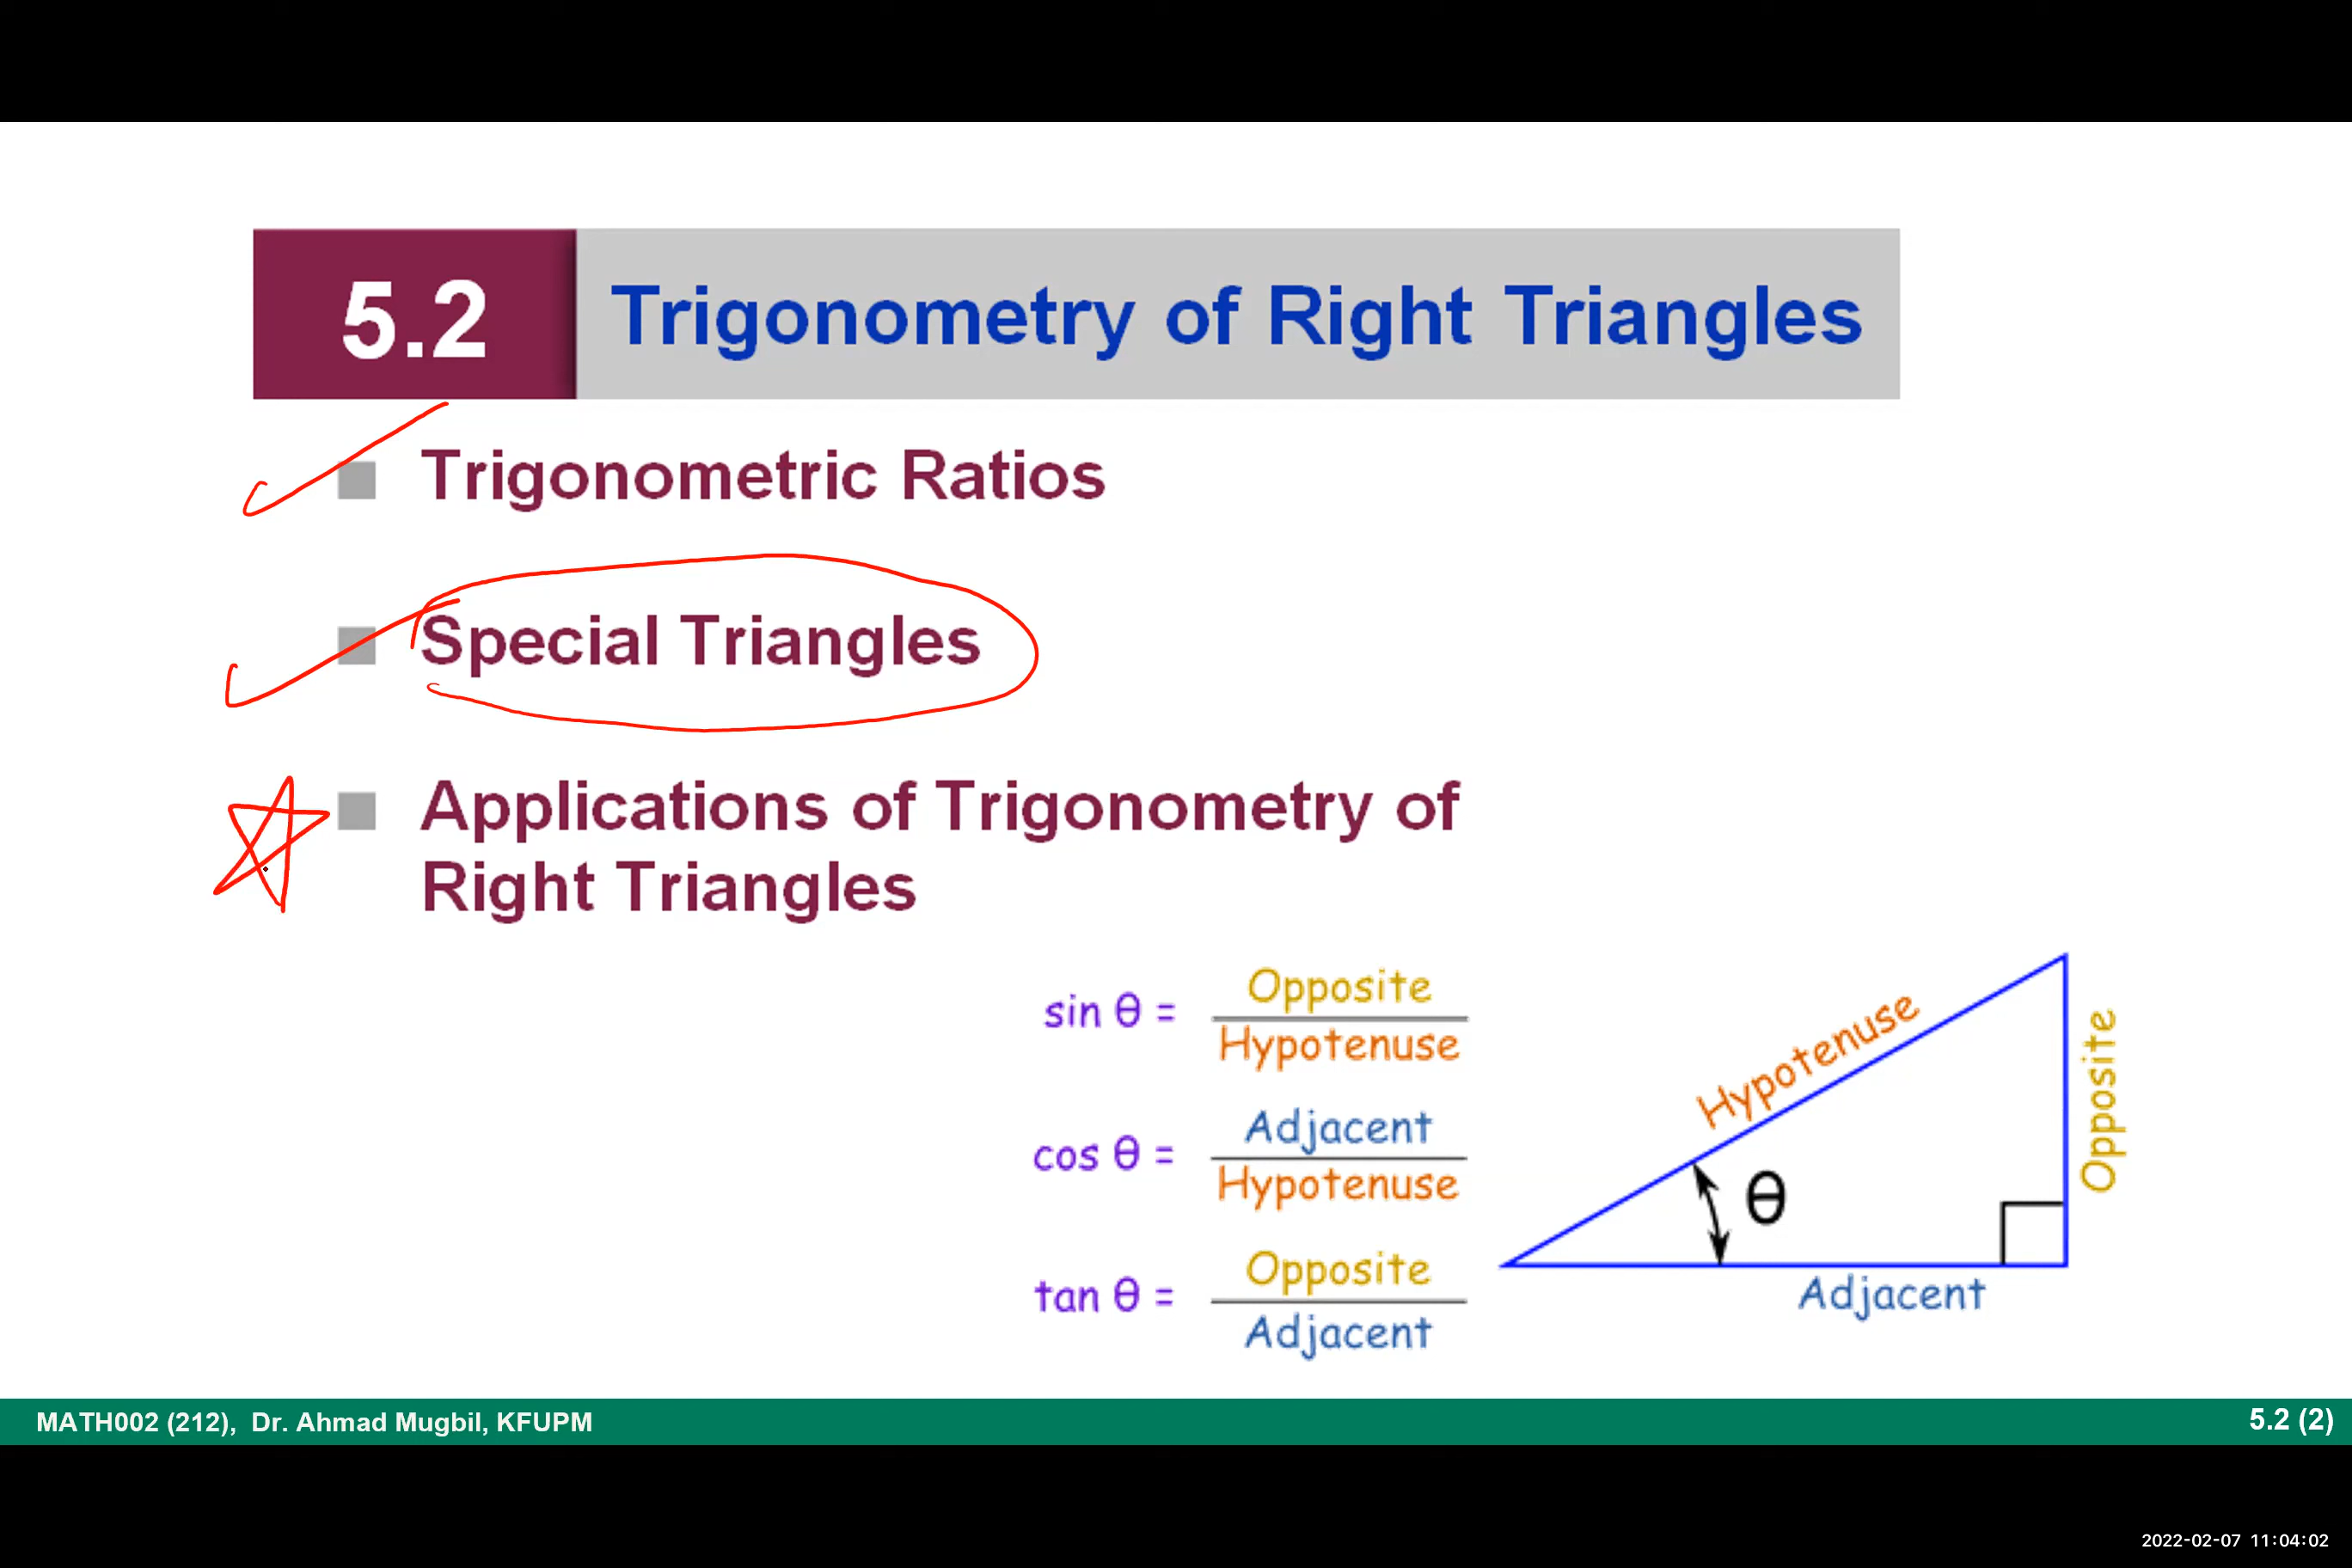 5.2 Trigonometry of Right Triangles
Trigonometric Ratios
Special Triangles
Applications of Trigonometry of
Right Triangles
sin θ = Opposite
Hypotenuse
cos θ = Adjacent
Hypotenuse
tan θ = Opposite
Adjacent
Hypotenuse
Opposite
θ
Adjacent
MATH002 (212), Dr. Ahmad Mugbil, KFUPM
5.2 (2)
2022-02-07 11:04:02